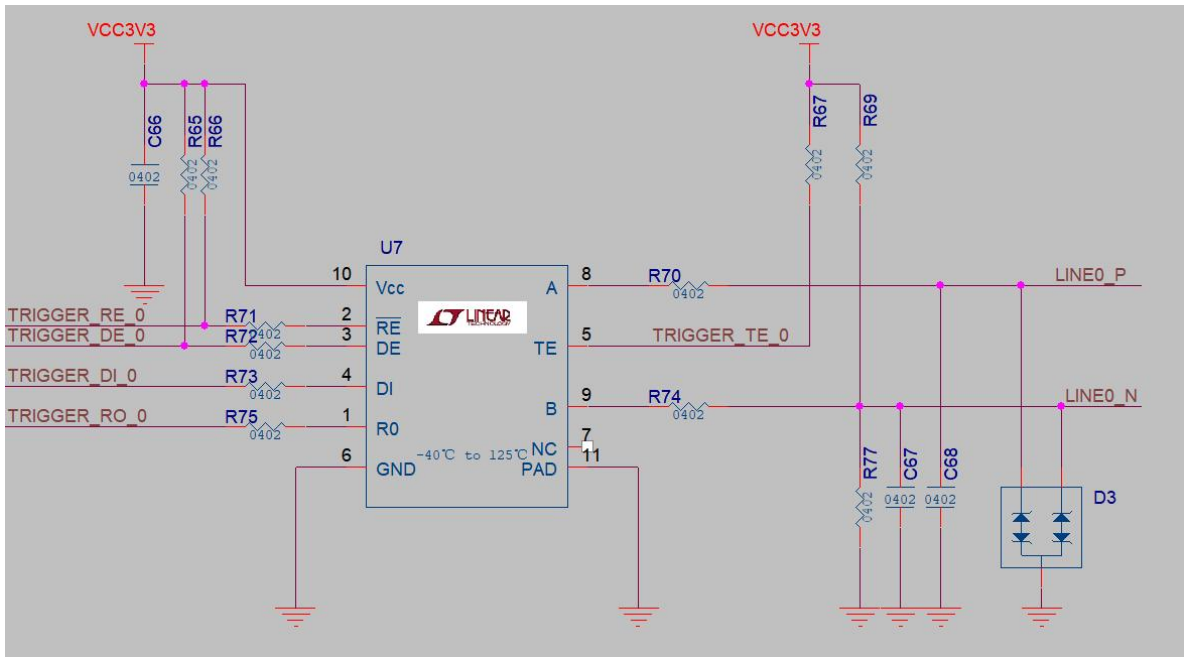 VCC3V3
VCC3V3
C66
R65
R66
R67
R69
0402
0402
0402
0402
0402
U7
10
Vcc
A
8
R70
0402
LINE0_P
LINEAR
TECHNOLOGY
TRIGGER_RE_0
R71
0402
2
RE
TRIGGER_DE_0
R72
0402
3
DE
TE
5
TRIGGER_TE_0
TRIGGER_DI_0
R73
0402
4
DI
B
9
R74
0402
LINE0_N
TRIGGER_RO_0
R75
0402
1
R0
NC
7
-40℃ to 125℃
6
GND
PAD
11
R77
C67
C68
0402
0402
0402
D3